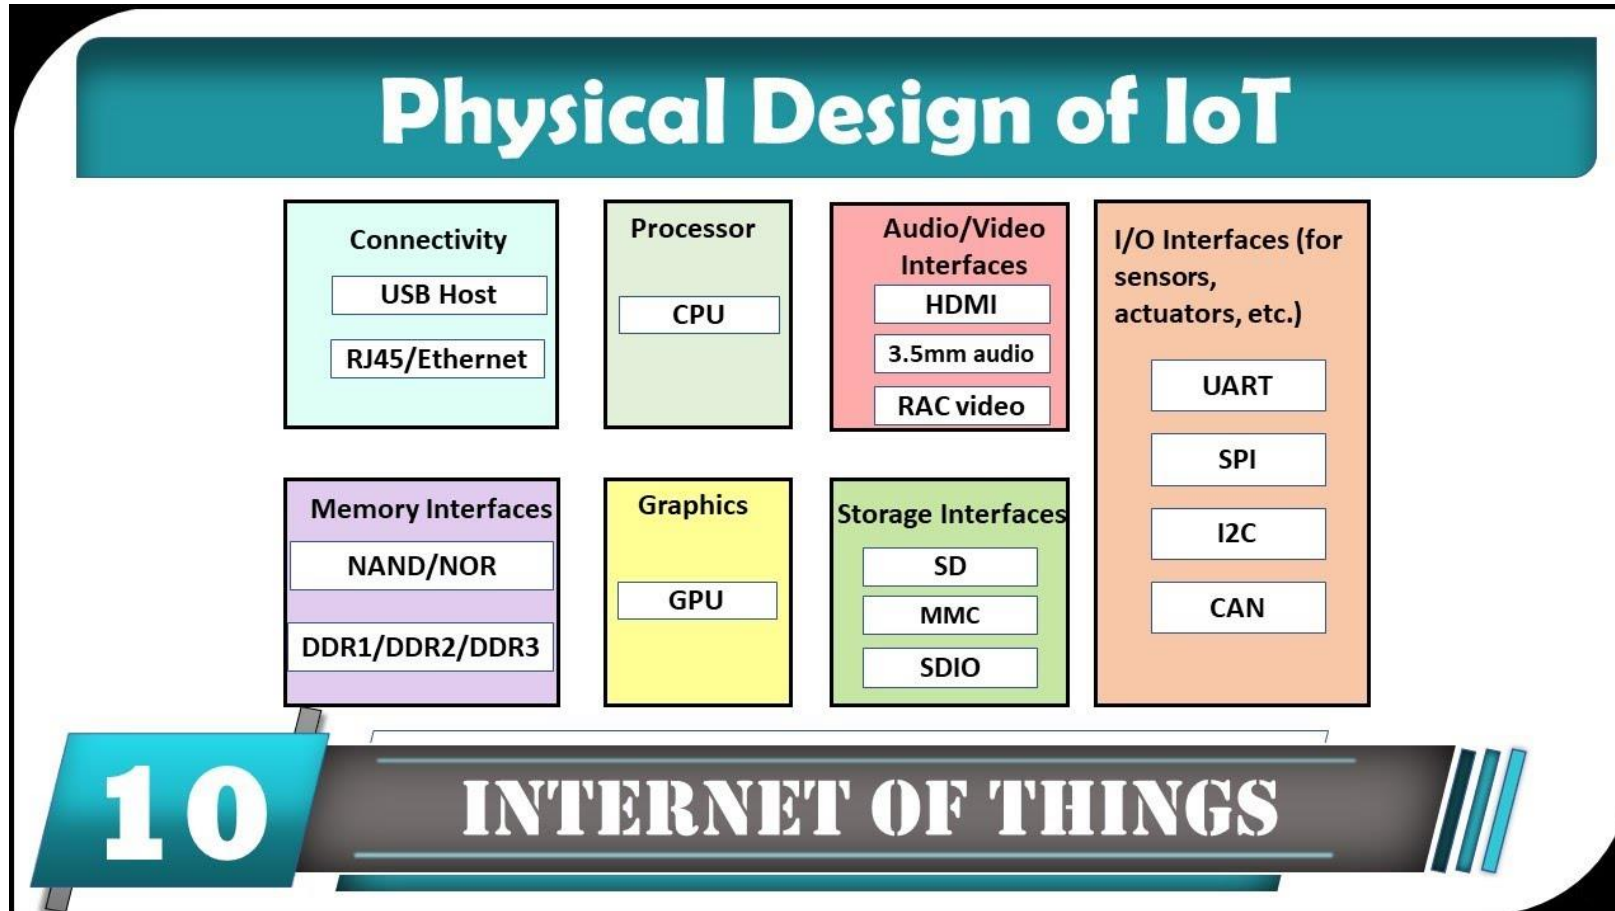 Physical Design of IoT
Connectivity
USB Host
RJ45/Ethernet
Processor
CPU
Audio/Video
Interfaces
HDMI
3.5mm audio
RAC video
I/O Interfaces (for
sensors,
actuators, etc.)
UART
SPI
I2C
CAN
Memory Interfaces
NAND/NOR
DDR1/DDR2/DDR3
Graphics
GPU
Storage Interfaces
SD
MMC
SDIO
10
INTERNET OF THINGS